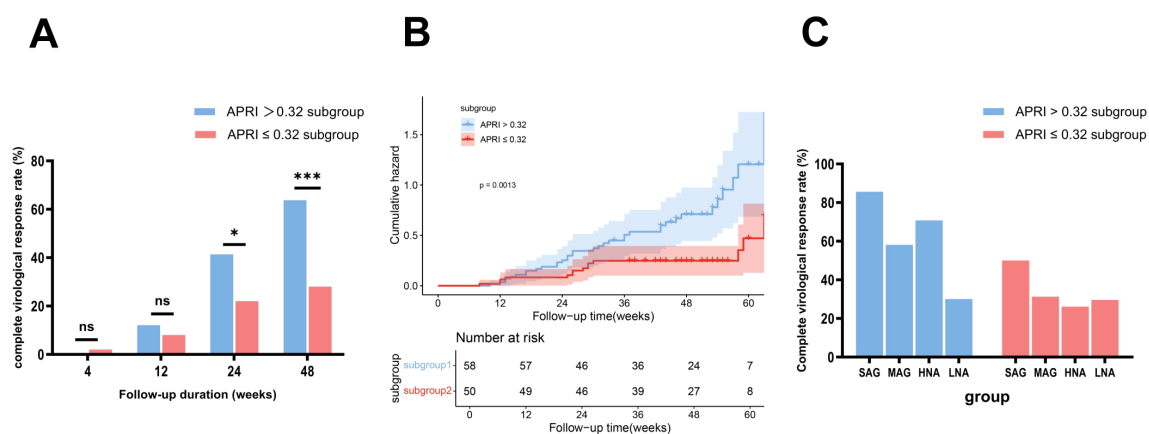 A
APRI ＞0.32 subgroup
APRI ≤ 0.32 subgroup
complete virological response rate (%)
80
60
40
20
0
ns
ns
*
***
4
12
24
48
Follow-up duration (weeks)
B
subgroup
APRI > 0.32
APRI ≤ 0.32
p = 0.0013
Cumulative hazard
1.5
1.0
0.5
0.0
0
12
24
36
48
60
Follow-up time(weeks)
Number at risk
subgroup
subgroup1 58 57 46 36 24 7
subgroup2 50 49 46 39 27 8
0 12 24 36 48 60
Follow-up time(weeks)
C
APRI > 0.32 subgroup
APRI ≤ 0.32 subgroup
Complete virological response rate (%)
100
80
60
40
20
0
SAG MAG HNA LNA SAG MAG HNA LNA
group